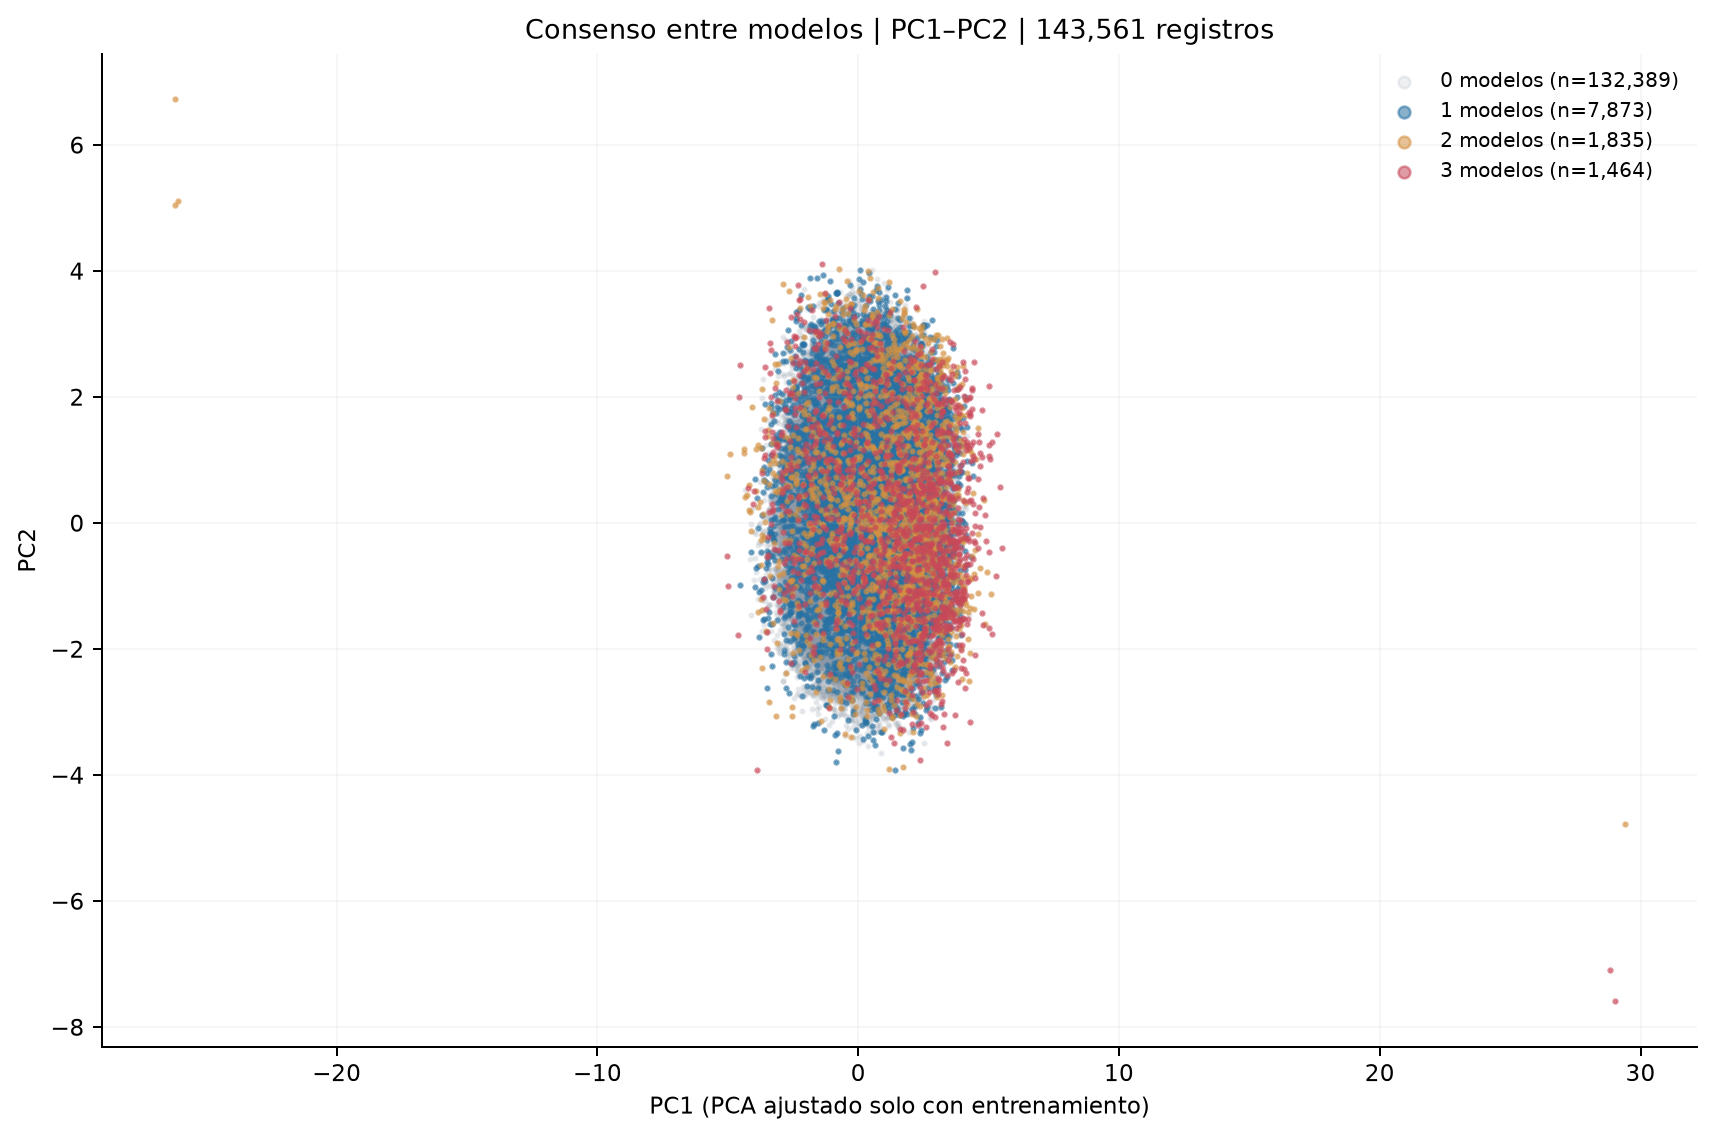 Consenso entre modelos | PC1–PC2 | 143,561 registros
0 modelos (n=132,389)
1 modelos (n=7,873)
2 modelos (n=1,835)
3 modelos (n=1,464)
6
4
2
0
−2
−4
−6
−8
PC2
−20
−10
0
10
20
30
PC1 (PCA ajustado solo con entrenamiento)